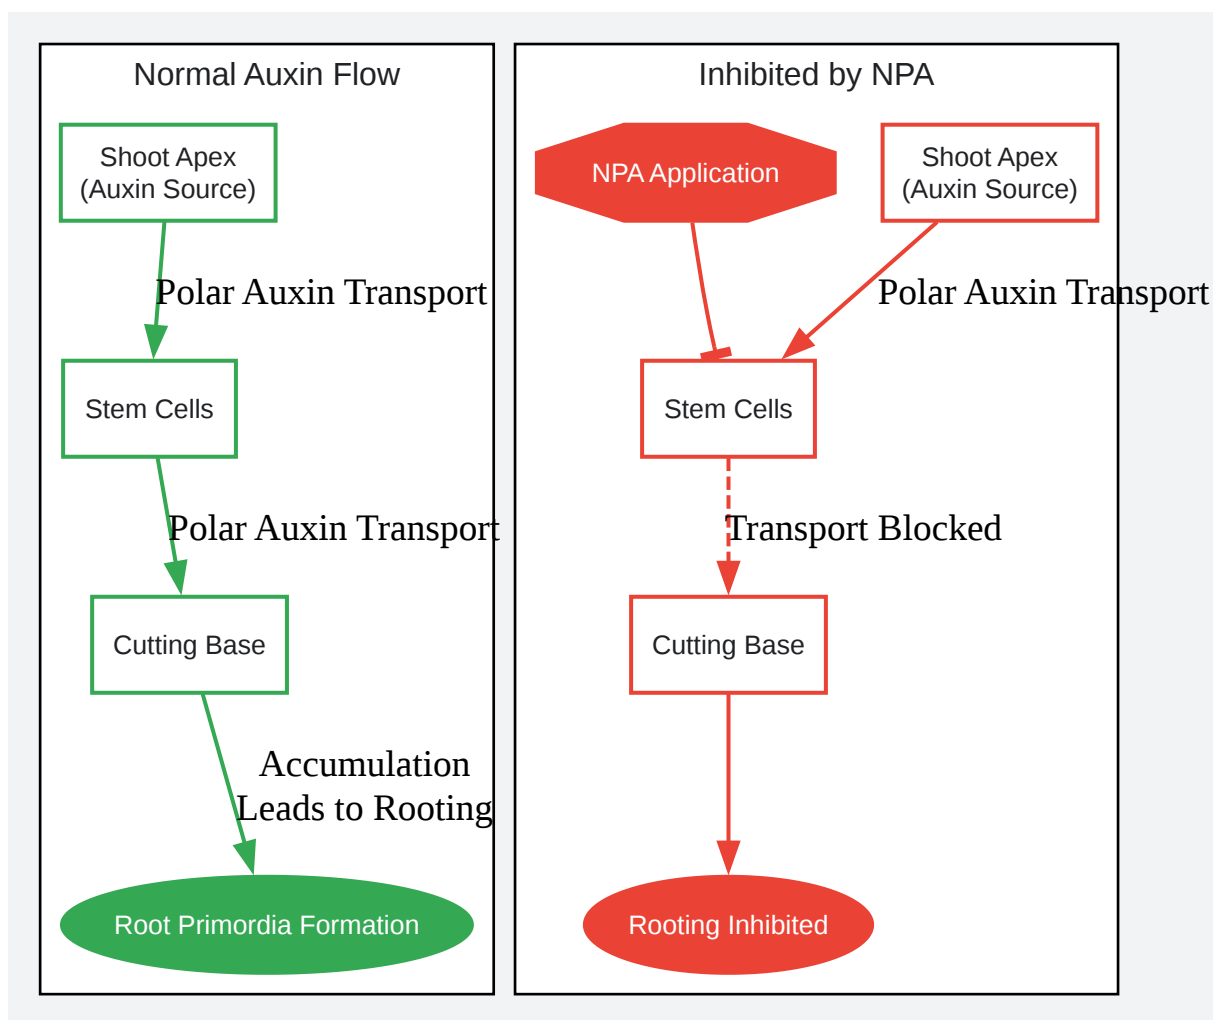 Normal Auxin Flow
Shoot Apex
(Auxin Source)
Polar Auxin Transport
Stem Cells
Polar Auxin Transport
Cutting Base
Accumulation
Leads to Rooting
Root Primordia Formation
Inhibited by NPA
NPA Application
Shoot Apex
(Auxin Source)
Polar Auxin Transport
Stem Cells
Transport Blocked
Cutting Base
Rooting Inhibited